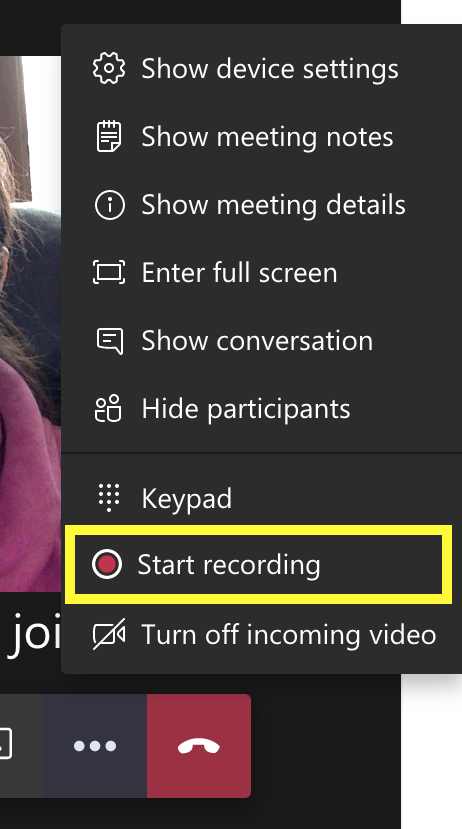 Show device settings
Show meeting notes
Show meeting details
Enter full screen
Show conversation
Hide participants
Keypad
Start recording
joi
Turn off incoming video